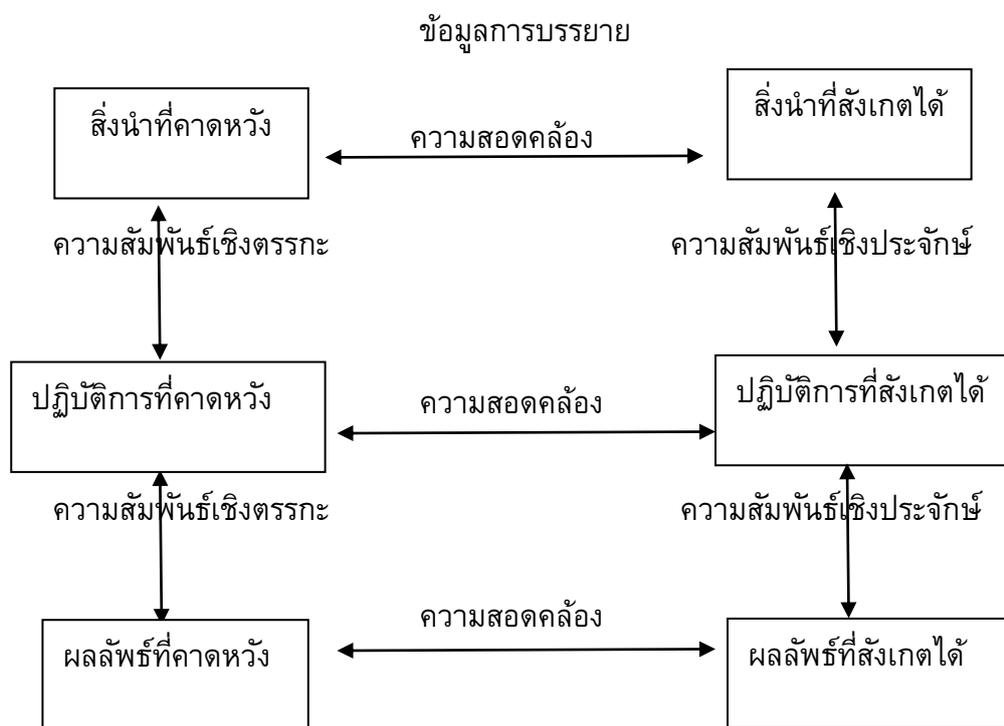 ข้อมูลการบรรยาย
สิ่งนำที่คาดหวัง
สิ่งนำที่สังเกตได้
ความสอดคล้อง
ความสัมพันธ์เชิงตรรกะ
ความสัมพันธ์เชิงประจักษ์
ปฏิบัติการที่คาดหวัง
ปฏิบัติการที่สังเกตได้
ความสอดคล้อง
ความสัมพันธ์เชิงตรรกะ
ความสัมพันธ์เชิงประจักษ์
ความสอดคล้อง
ผลลัพธ์ที่คาดหวัง
ผลลัพธ์ที่สังเกตได้